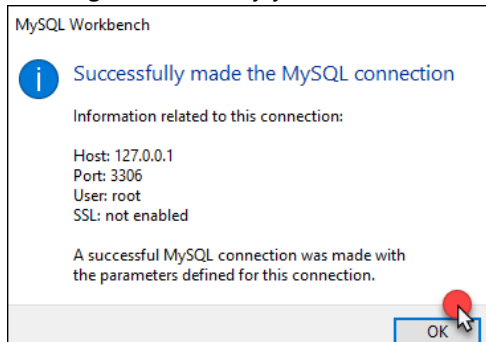 MySQL Workbench
Successfully made the MySQL connection
Information related to this connection:
Host: 127.0.0.1
Port: 3306
User: root
SSL: not enabled
A successful MySQL connection was made with
the parameters defined for this connection.
OK